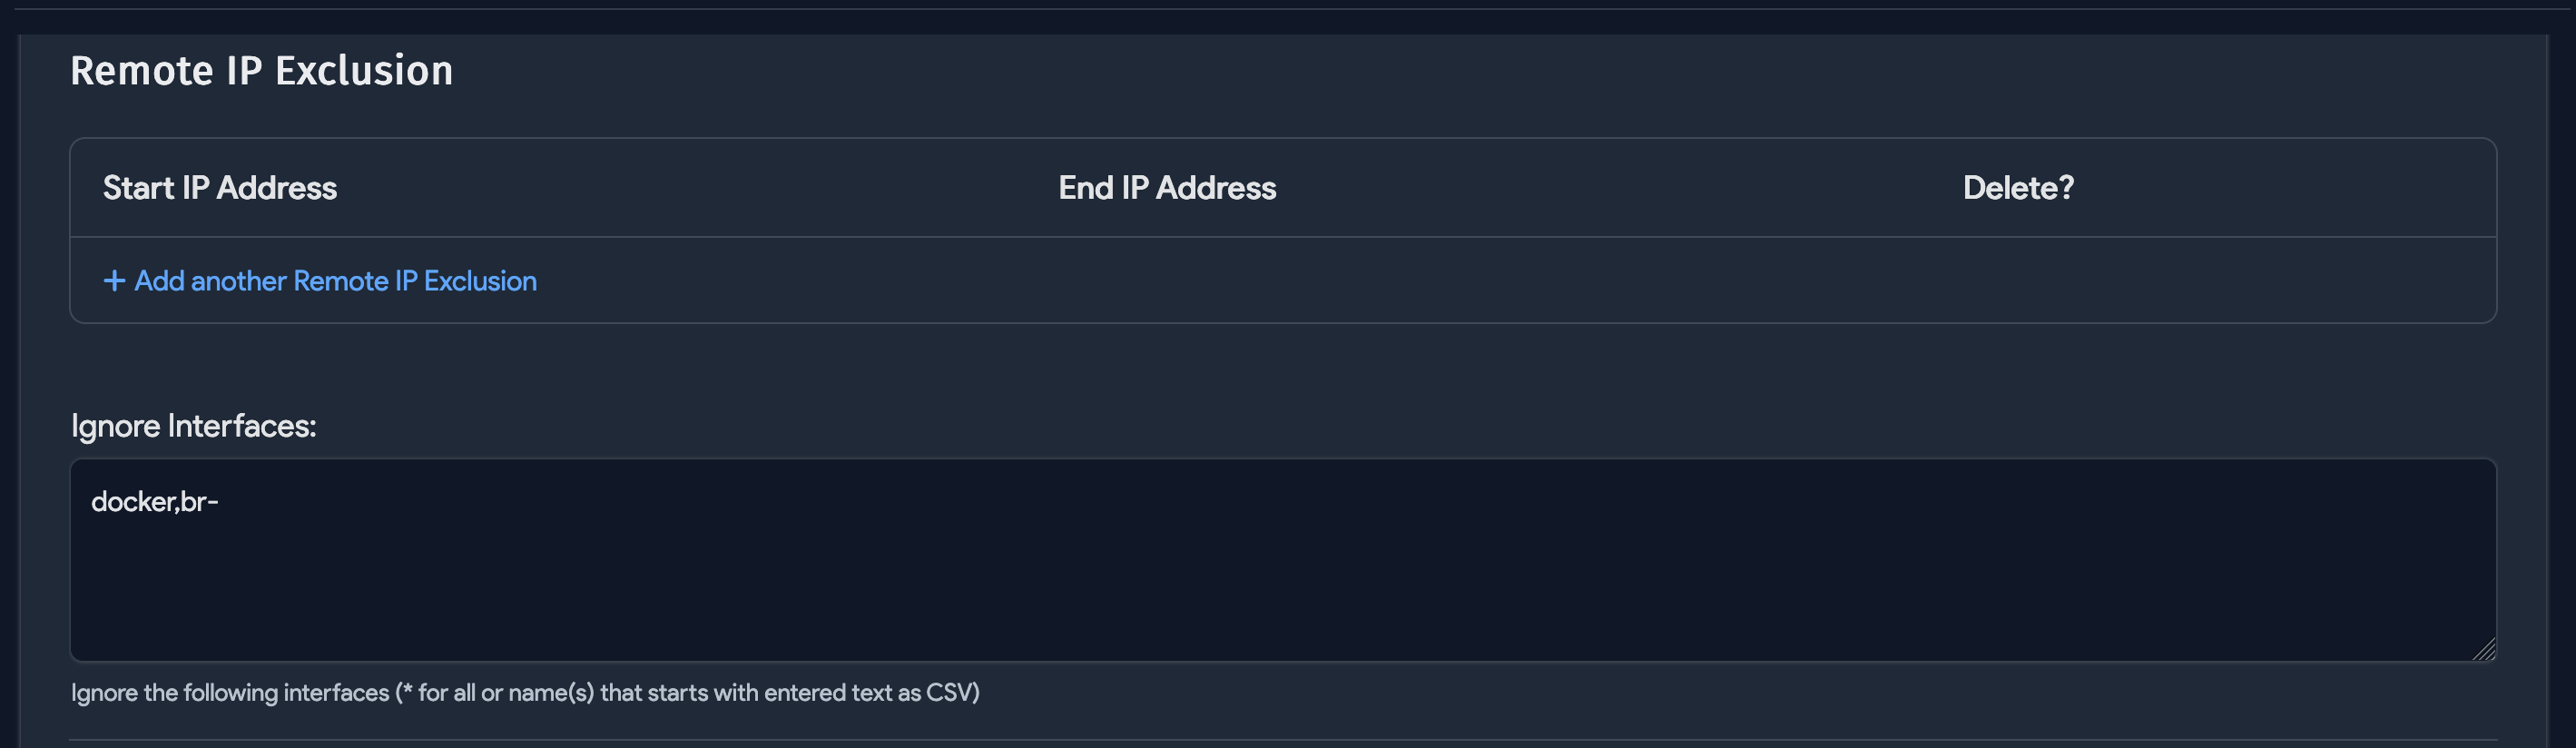 Remote IP Exclusion
Start IP Address End IP Address Delete?
+ Add another Remote IP Exclusion
Ignore Interfaces:
docker,br-
Ignore the following interfaces (* for all or name(s) that starts with entered text as CSV)